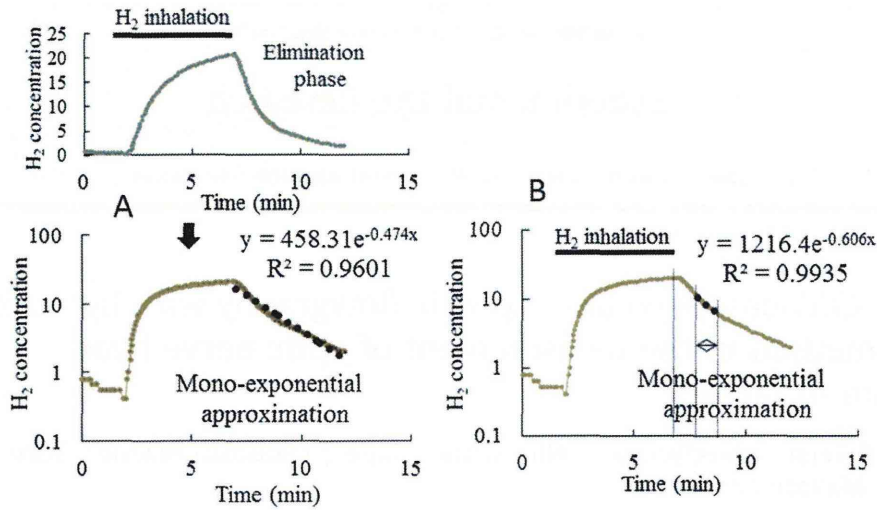 H₂ inhalation
Elimination
phase
H₂ concentration
25
20
15
10
5
0
0
5
10
15
Time (min)
A
y = 458.31e⁻⁰·⁴⁷⁴ˣ
R² = 0.9601
H₂ concentration
100
10
1
0.1
Mono-exponential
approximation
0
5
10
15
Time (min)
B
H₂ inhalation
y = 1216.4e⁻⁰·⁶⁰⁶ˣ
R² = 0.9935
H₂ concentration
100
10
1
0.1
Mono-exponential
approximation
0
5
10
15
Time (min)